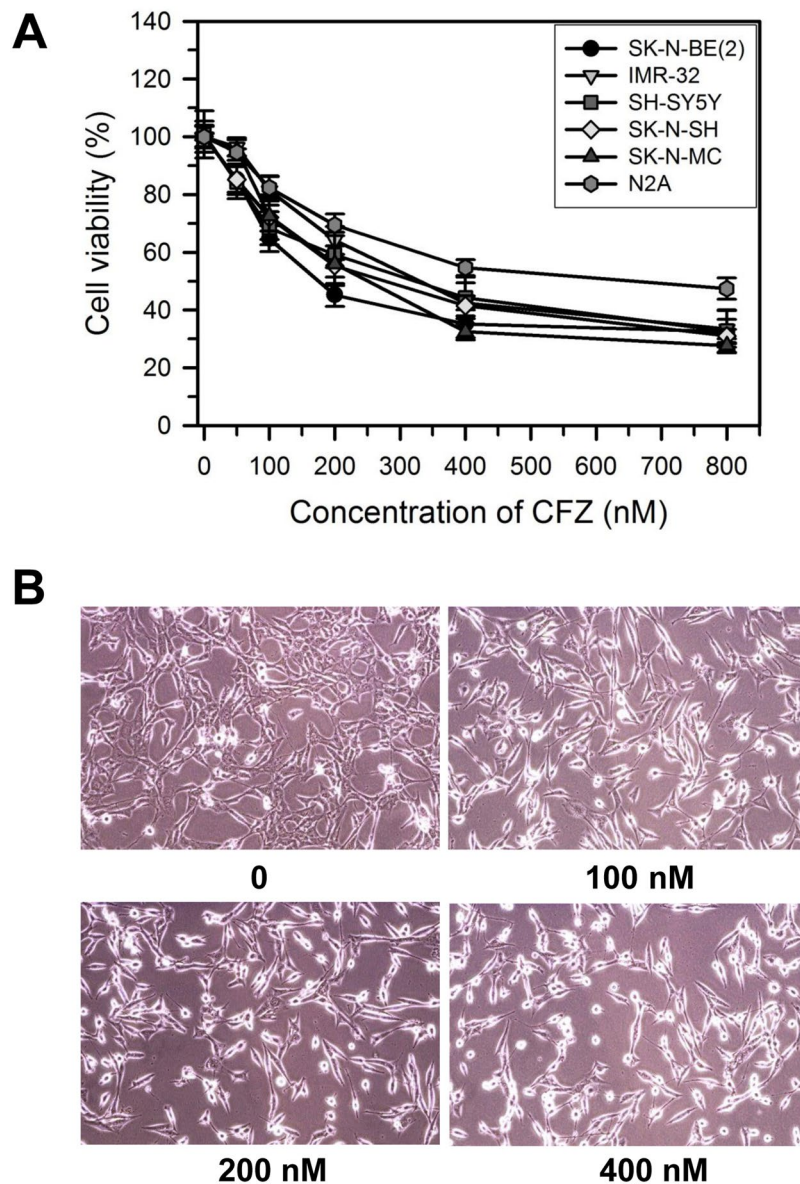 A
140
120
100
80
60
40
20
0
Cell viability (%)
SK-N-BE(2)
IMR-32
SH-SY5Y
SK-N-SH
SK-N-MC
N2A
0 100 200 300 400 500 600 700 800
Concentration of CFZ (nM)
B
0
100 nM
200 nM
400 nM